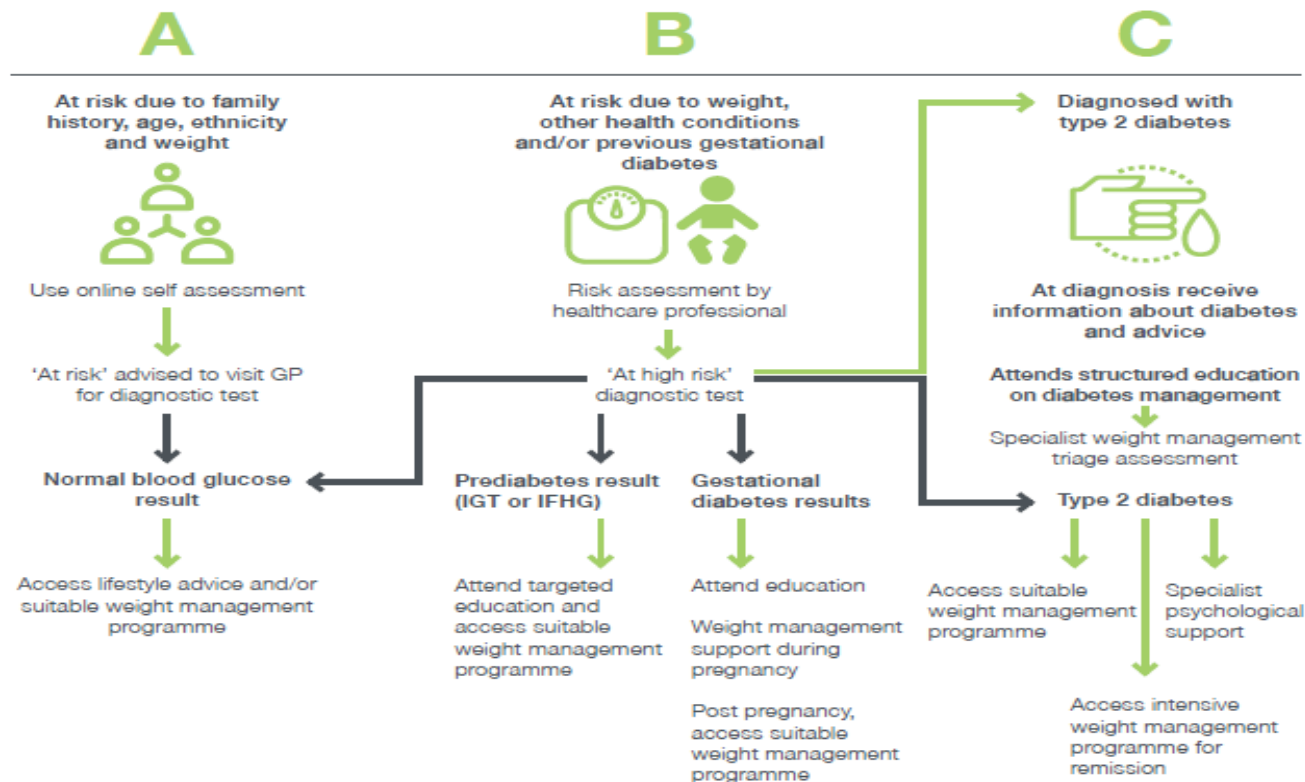 A
B
C
At risk due to family
history, age, ethnicity
and weight
Use online self assessment
‘At risk’ advised to visit GP
for diagnostic test
Normal blood glucose
result
Access lifestyle advice and/or
suitable weight management
programme
At risk due to weight,
other health conditions
and/or previous gestational
diabetes
Risk assessment by
healthcare professional
‘At high risk’
diagnostic test
Prediabetes result
(IGT or IFHG)
Attend targeted
education and
access suitable
weight management
programme
Gestational
diabetes results
Attend education
Weight management
support during
pregnancy
Post pregnancy,
access suitable
weight management
programme
Diagnosed with
type 2 diabetes
At diagnosis receive
information about diabetes
and advice
Attends structured education
on diabetes management
Specialist weight management
triage assessment
Type 2 diabetes
Access suitable
weight management
programme
Specialist
psychological
support
Access intensive
weight management
programme for
remission